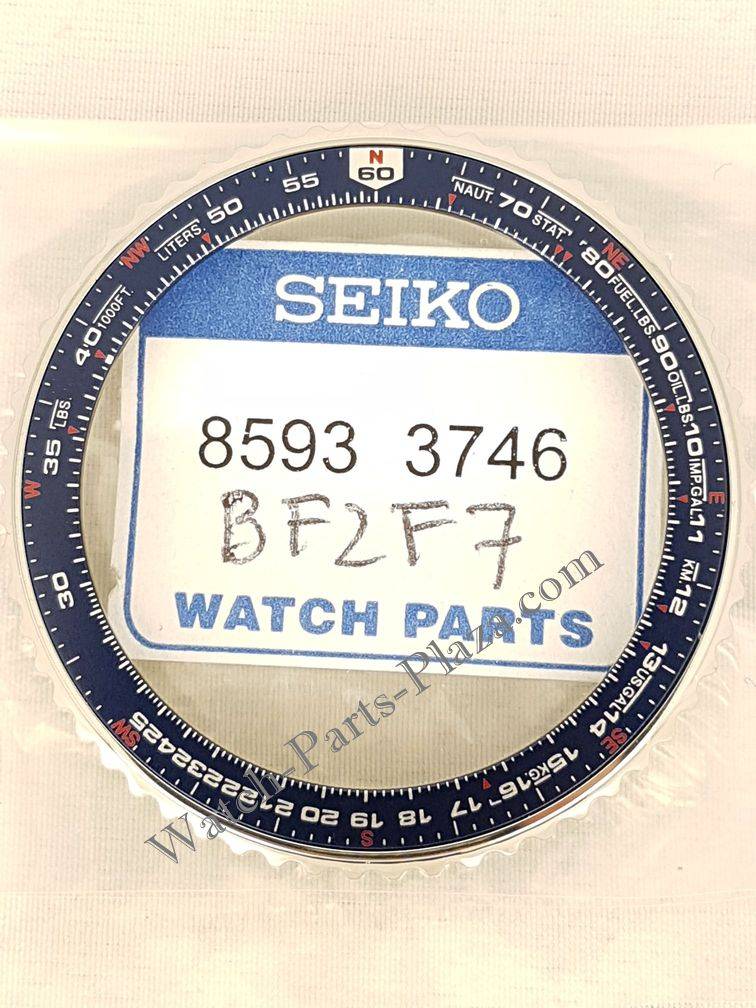 N
60
NAUT.
70
STAT.
NE
80
FUEL.LBS.
90
OIL.LBS.
10
IMP.GAL
E
11
KM
12
13
US.GAL
14
SE
15
KG
16
17
18
S
19
20
21
22
23
24
25
SW
30
W
35
LBS.
40
1000FT.
NW
LITERS.
50
55
SEIKO
8593 3746
BF2F7
WATCH PARTS
Watch-Parts-Plaza.com